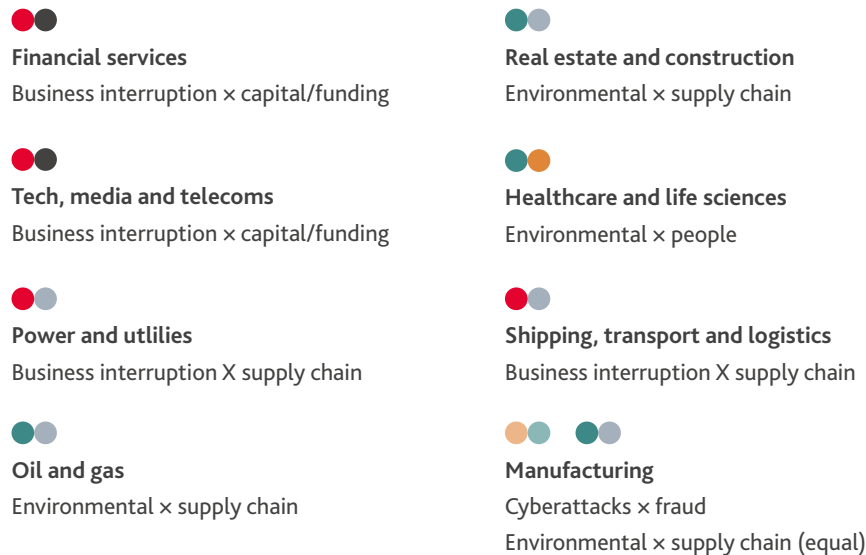 Financial services
Business interruption × capital/funding
Real estate and construction
Environmental × supply chain
Tech, media and telecoms
Business interruption × capital/funding
Healthcare and life sciences
Environmental × people
Power and utlilies
Business interruption X supply chain
Shipping, transport and logistics
Business interruption X supply chain
Oil and gas
Environmental × supply chain
Manufacturing
Cyberattacks × fraud
Environmental × supply chain (equal)